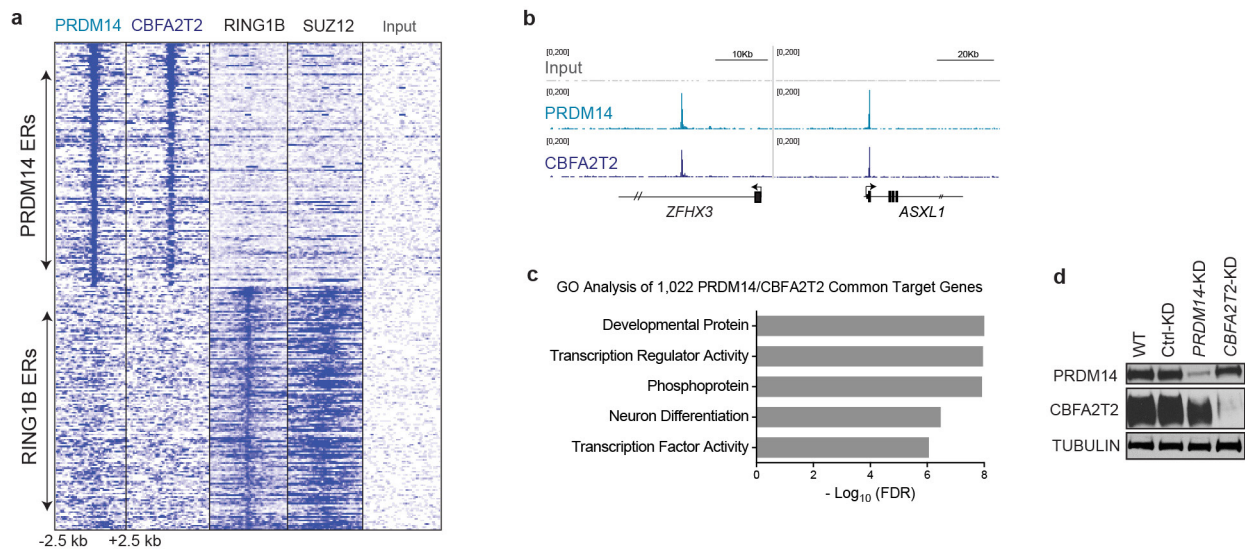 a
PRDM14 CBFA2T2 RING1B SUZ12 Input
PRDM14 ERs
RING1B ERs
-2.5 kb +2.5 kb
b
[0,200] 10Kb [0,200] 20Kb
Input
[0,200] [0,200]
PRDM14
[0,200] [0,200]
CBFA2T2
//
//
ZFHX3 ASXL1
c
GO Analysis of 1,022 PRDM14/CBFA2T2 Common Target Genes
Developmental Protein
Transcription Regulator Activity
Phosphoprotein
Neuron Differentiation
Transcription Factor Activity
0 2 4 6 8
- Log10 (FDR)
d
WT
Ctrl-KD
PRDM14-KD
CBFA2T2-KD
PRDM14
CBFA2T2
TUBULIN